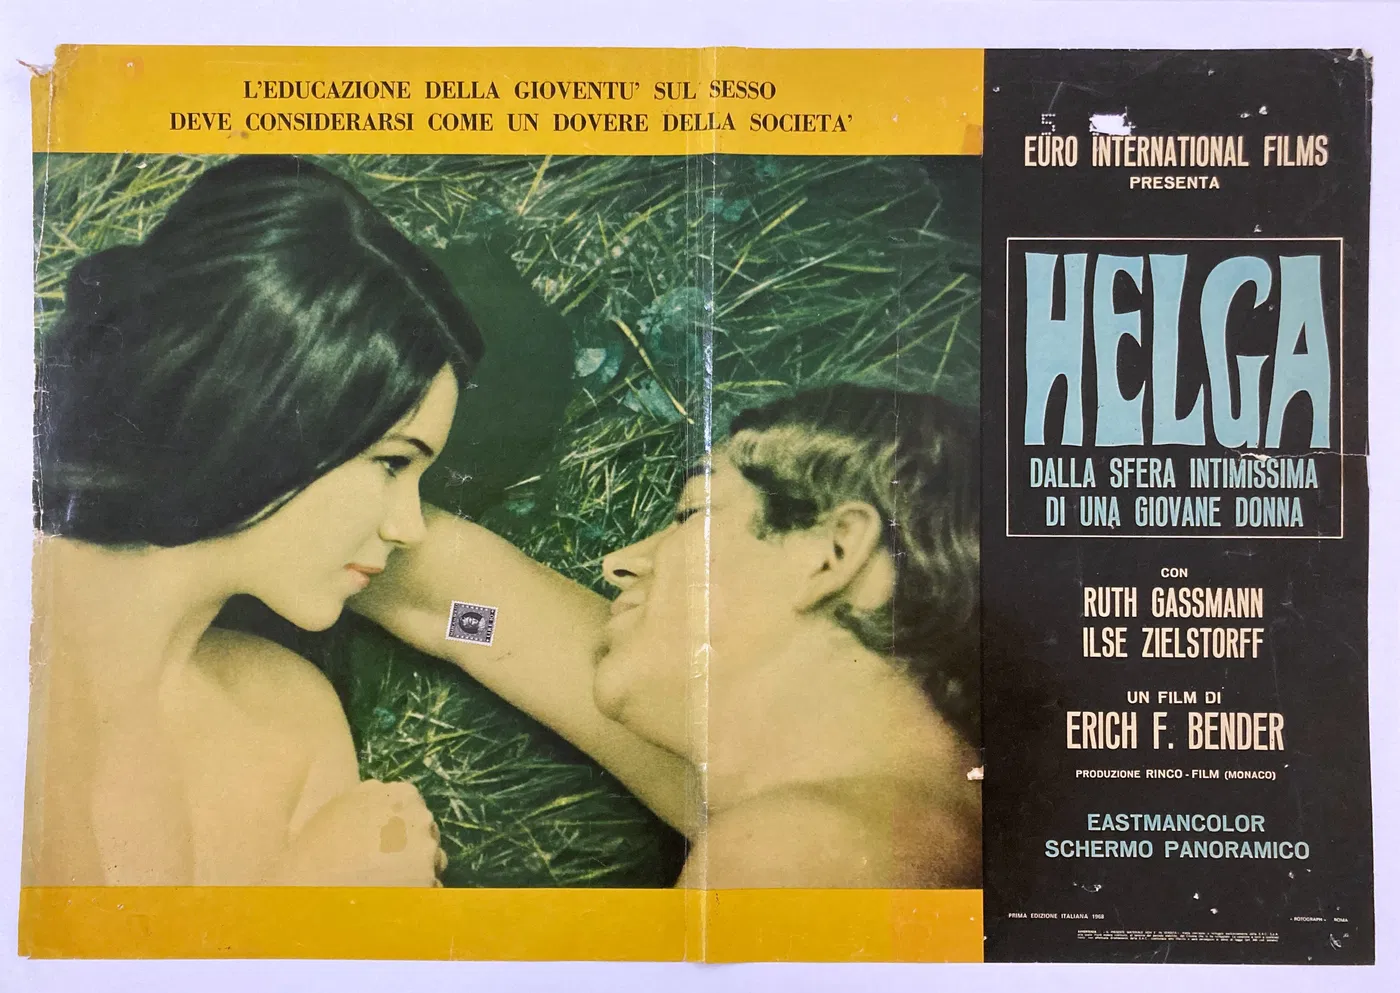 L'EDUCAZIONE DELLA GIOVENTU' SUL SESSO
DEVE CONSIDERARSI COME UN DOVERE DELLA SOCIETA'
EURO INTERNATIONAL FILMS
PRESENTA
HELGA
DALLA SFERA INTIMISSIMA
DI UNA GIOVANE DONNA
CON
RUTH GASSMANN
ILSE ZIELSTORFF
UN FILM DI
ERICH F. BENDER
PRODUZIONE RINCO-FILM (MONACO)
EASTMANCOLOR
SCHERMO PANORAMICO
PRIMA EDIZIONE ITALIANA 1968
ROTOGRAPH - ROMA